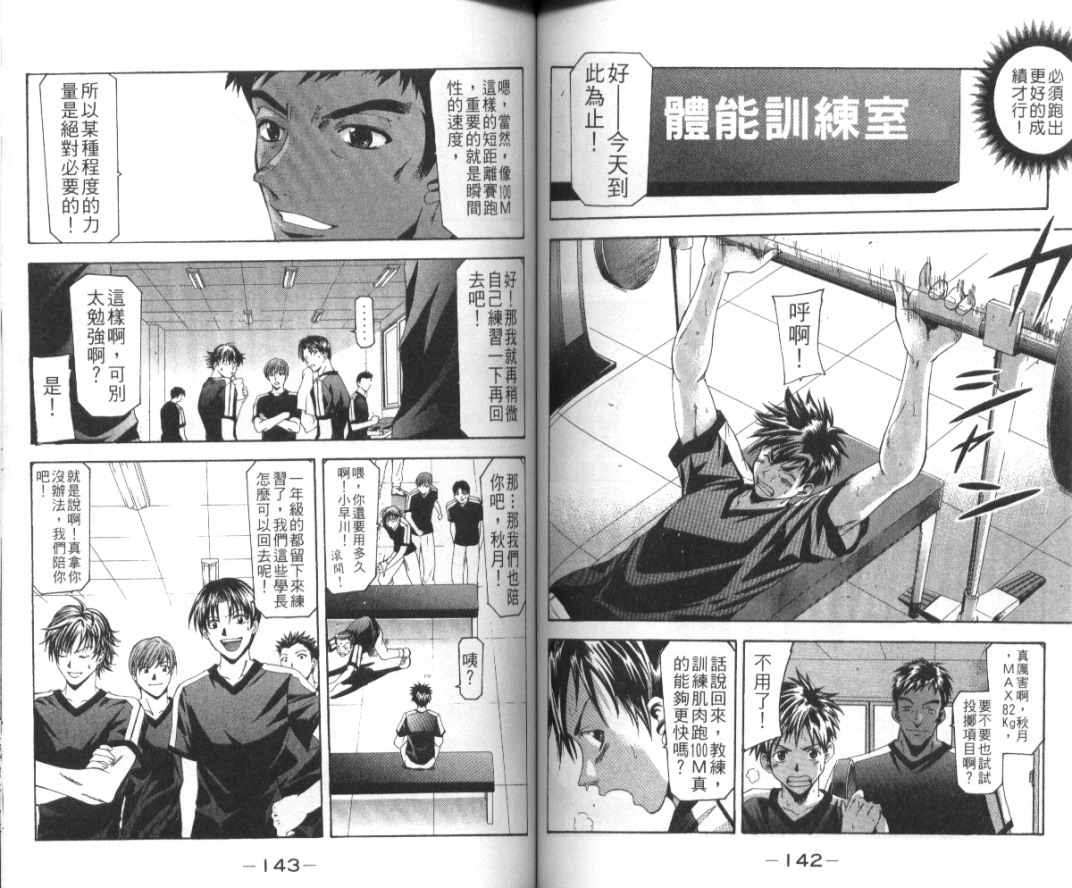 必須跑出
更好的成
績才行！
體能訓練室
好——今天到
此為止！
呼
啊！
真厲害啊，秋月
，MAX82Kg，
要不要也試試
投擲項目啊？
不用了！
話說回來，教練，
訓練肌肉跑100M真
的能夠更快嗎？
—142—
嗯，當然，像100M
這樣的短距離賽跑
，重要的就是瞬間
性的速度，
所以某種程度的力
量是絕對必要的！
好！那我就再稍微
自己練習一下再回
去吧！
……
這樣啊，可別
太勉強啊？
是！
那…那我們也陪
你吧，秋月！
喂，你還要用多久
啊！小早川！
滾開！
咦？
一年級的都留下來練
習了，我們這些學長
怎麼可以回去呢！
就是說啊！真拿你
沒辦法，我們陪你
吧！
—143—